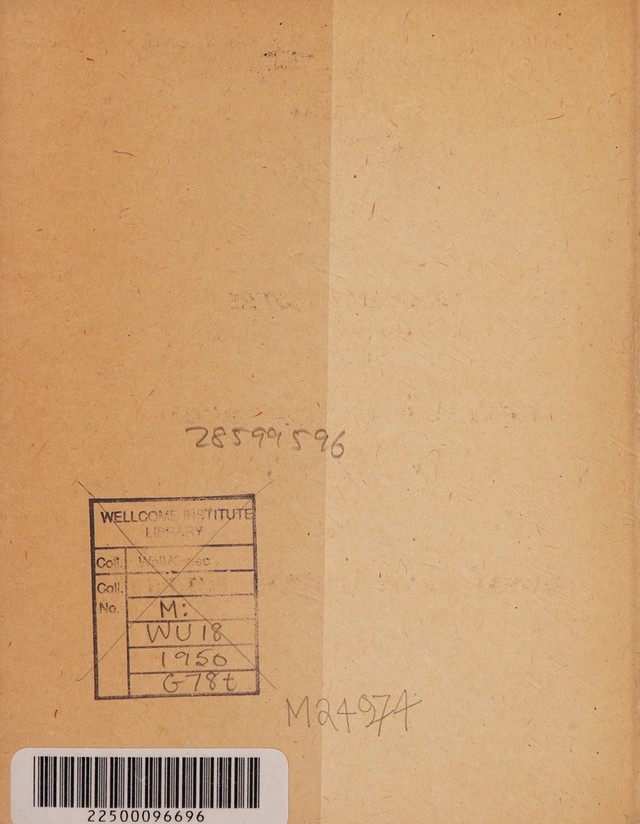 28599596
WELLCOME INSTITUTE
LIBRARY
Coll.
Coll.
No.
M:
WU18
1950
G78t
M24974
22500096696